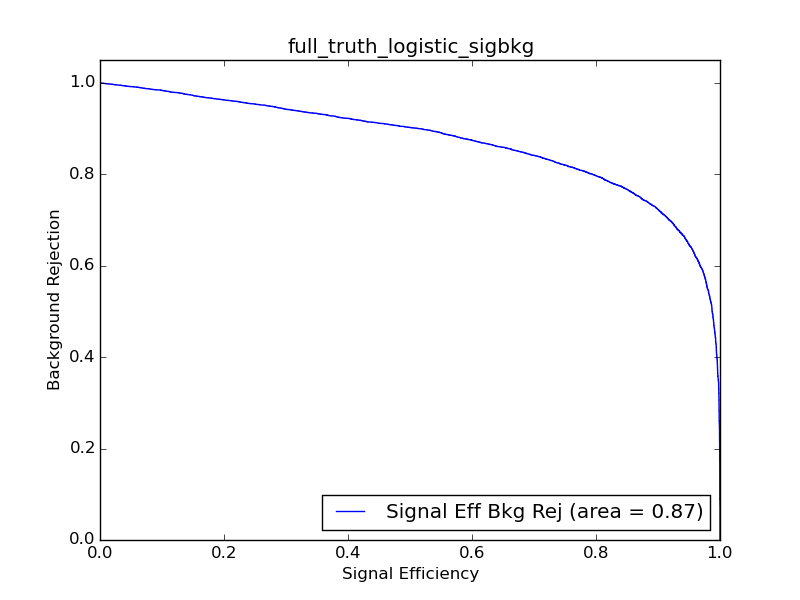 full_truth_logistic_sigbkg
1.0
0.8
0.6
0.4
0.2
0.0
Background Rejection
Signal Eff Bkg Rej (area = 0.87)
0.0 0.2 0.4 0.6 0.8 1.0
Signal Efficiency